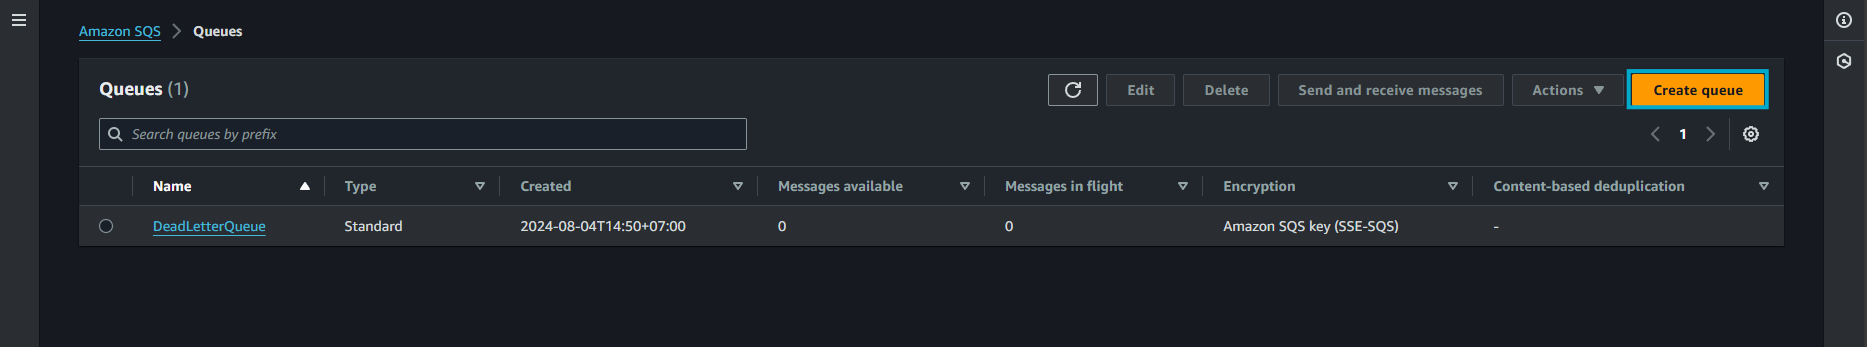 Amazon SQS > Queues
Queues (1) Edit Delete Send and receive messages Actions Create queue
Search queues by prefix 1
Name Type Created Messages available Messages in flight Encryption Content-based deduplication
DeadLetterQueue Standard 2024-08-04T14:50+07:00 0 0 Amazon SQS key (SSE-SQS) -